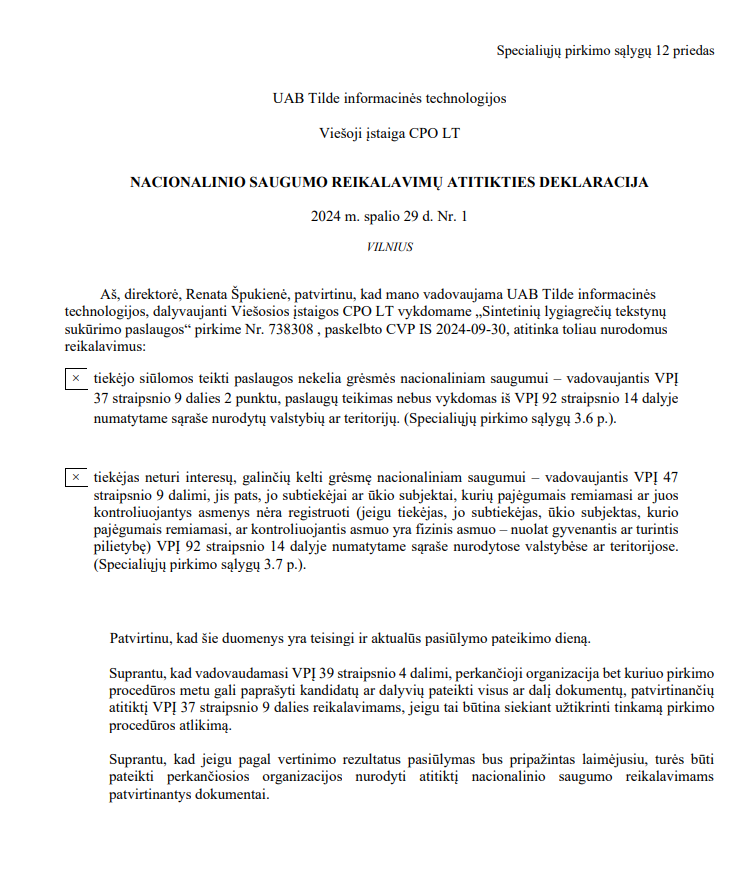 Specialiųjų pirkimo sąlygų 12 priedas
UAB Tilde informacinės technologijos
Viešoji įstaiga CPO LT
NACIONALINIO SAUGUMO REIKALAVIMŲ ATITIKTIES DEKLARACIJA
2024 m. spalio 29 d. Nr. 1
VILNIUS
Aš, direktorė, Renata Špukienė, patvirtinu, kad mano vadovaujama UAB Tilde informacinės
technologijos, dalyvaujanti Viešosios įstaigos CPO LT vykdomame „Sintetinių lygiagrečių tekstynų
sukūrimo paslaugos“ pirkime Nr. 738308 , paskelbto CVP IS 2024-09-30, atitinka toliau nurodomus
reikalavimus:
× tiekėjo siūlomos teikti paslaugos nekelia grėsmės nacionaliniam saugumui – vadovaujantis VPĮ
37 straipsnio 9 dalies 2 punktu, paslaugų teikimas nebus vykdomas iš VPĮ 92 straipsnio 14 dalyje
numatytame sąraše nurodytų valstybių ar teritorijų. (Specialiųjų pirkimo sąlygų 3.6 p.).
× tiekėjas neturi interesų, galinčių kelti grėsmę nacionaliniam saugumui – vadovaujantis VPĮ 47
straipsnio 9 dalimi, jis pats, jo subtiekėjai ar ūkio subjektai, kurių pajėgumais remiamasi ar juos
kontroliuojantys asmenys nėra registruoti (jeigu tiekėjas, jo subtiekėjas, ūkio subjektas, kurio
pajėgumais remiamasi, ar kontroliuojantis asmuo yra fizinis asmuo – nuolat gyvenantis ar turintis
pilietybę) VPĮ 92 straipsnio 14 dalyje numatytame sąraše nurodytose valstybėse ar teritorijose.
(Specialiųjų pirkimo sąlygų 3.7 p.).
Patvirtinu, kad šie duomenys yra teisingi ir aktualūs pasiūlymo pateikimo dieną.
Suprantu, kad vadovaudamasi VPĮ 39 straipsnio 4 dalimi, perkančioji organizacija bet kuriuo pirkimo
procedūros metu gali paprašyti kandidatų ar dalyvių pateikti visus ar dalį dokumentų, patvirtinančių
atitiktį VPĮ 37 straipsnio 9 dalies reikalavimams, jeigu tai būtina siekiant užtikrinti tinkamą pirkimo
procedūros atlikimą.
Suprantu, kad jeigu pagal vertinimo rezultatus pasiūlymas bus pripažintas laimėjusiu, turės būti
pateikti perkančiosios organizacijos nurodyti atitiktį nacionalinio saugumo reikalavimams
patvirtinantys dokumentai.